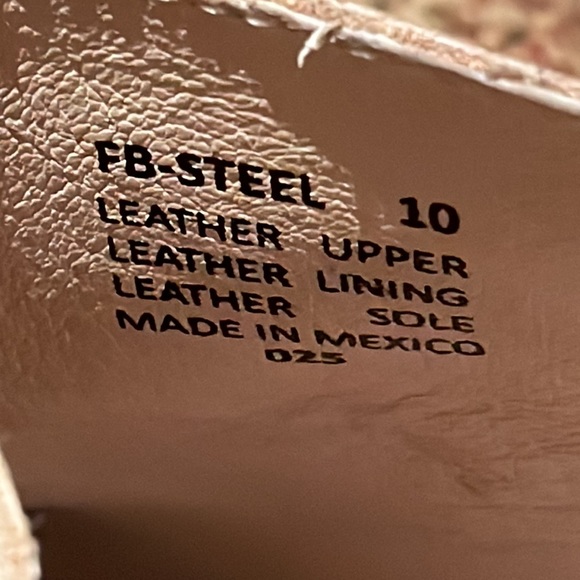 FB-STEEL 10
LEATHER UPPER
LEATHER LINING
LEATHER SOLE
MADE IN MEXICO
025